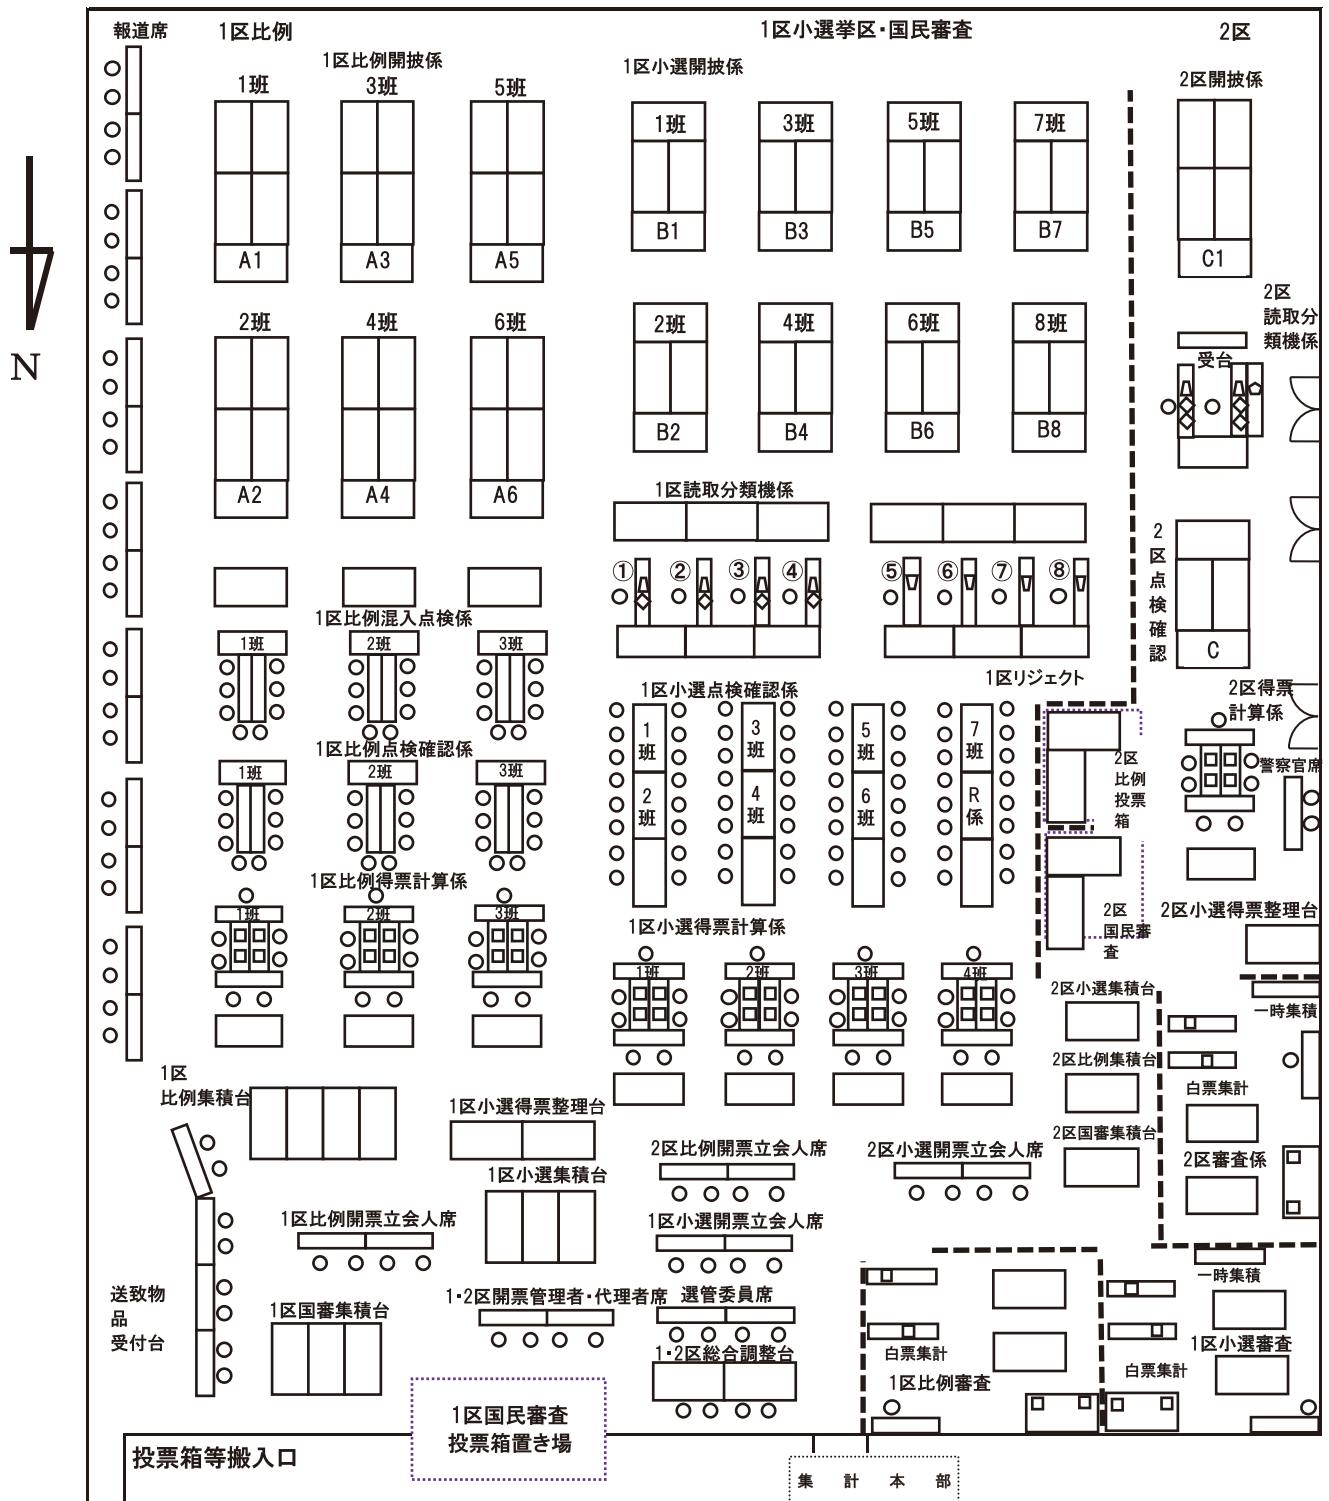 報道席
1区比例
1区小選挙区・国民審査
2区
1区比例開披係
1区小選開披係
2区開披係
1班
3班
5班
1班
3班
5班
7班
A1
A3
A5
B1
B3
B5
B7
C1
2班
4班
6班
2班
4班
6班
8班
2区
読取分
類機係
受台
N
A2
A4
A6
B2
B4
B6
B8
1区読取分類機係
①
②
③
④
⑤
⑥
⑦
⑧
2区点検確認
C
1区比例混入点検係
1班
2班
3班
1区リジェクト
1区小選点検確認係
1班
2班
3班
4班
5班
6班
7班
R係
2区得票
計算係
警察官席
1区比例点検確認係
1班
2班
3班
2区
比例
投票
箱
1区比例得票計算係
1班
2班
3班
2区
国民審
査
2区小選得票整理台
1区小選得票計算係
1班
2班
3班
4班
2区小選集積台
一時集積
2区比例集積台
白票集計
2区国審集積台
2区審査係
1区
比例集積台
1区小選得票整理台
2区比例開票立会人席
2区小選開票立会人席
1区小選集積台
1区比例開票立会人席
1区小選開票立会人席
一時集積
送致物
品
受付台
1区国審集積台
1・2区開票管理者・代理者席
選管委員席
1・2区総合調整台
白票集計
1区比例審査
1区小選審査
白票集計
1区国民審査
投票箱置き場
投票箱等搬入口
集計本部